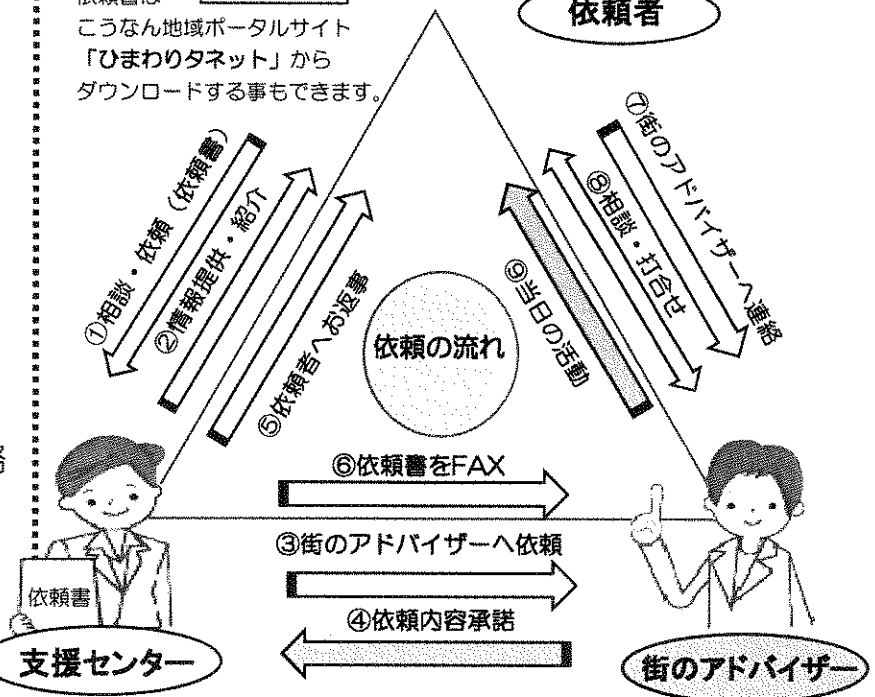 依頼書は
こうなん地域ポータルサイト
「ひまわりタネット」から
ダウンロードする事もできます。
依頼者
①相談・依頼（依頼書）
②情報提供・紹介
⑤依頼者へお返事
依頼の流れ
⑦街のアドバイザーへ連絡
⑧相談・打合せ
⑨当日の活動
⑥依頼書をFAX
③街のアドバイザーへ依頼
④依頼内容承諾
依頼書
支援センター
街のアドバイザー